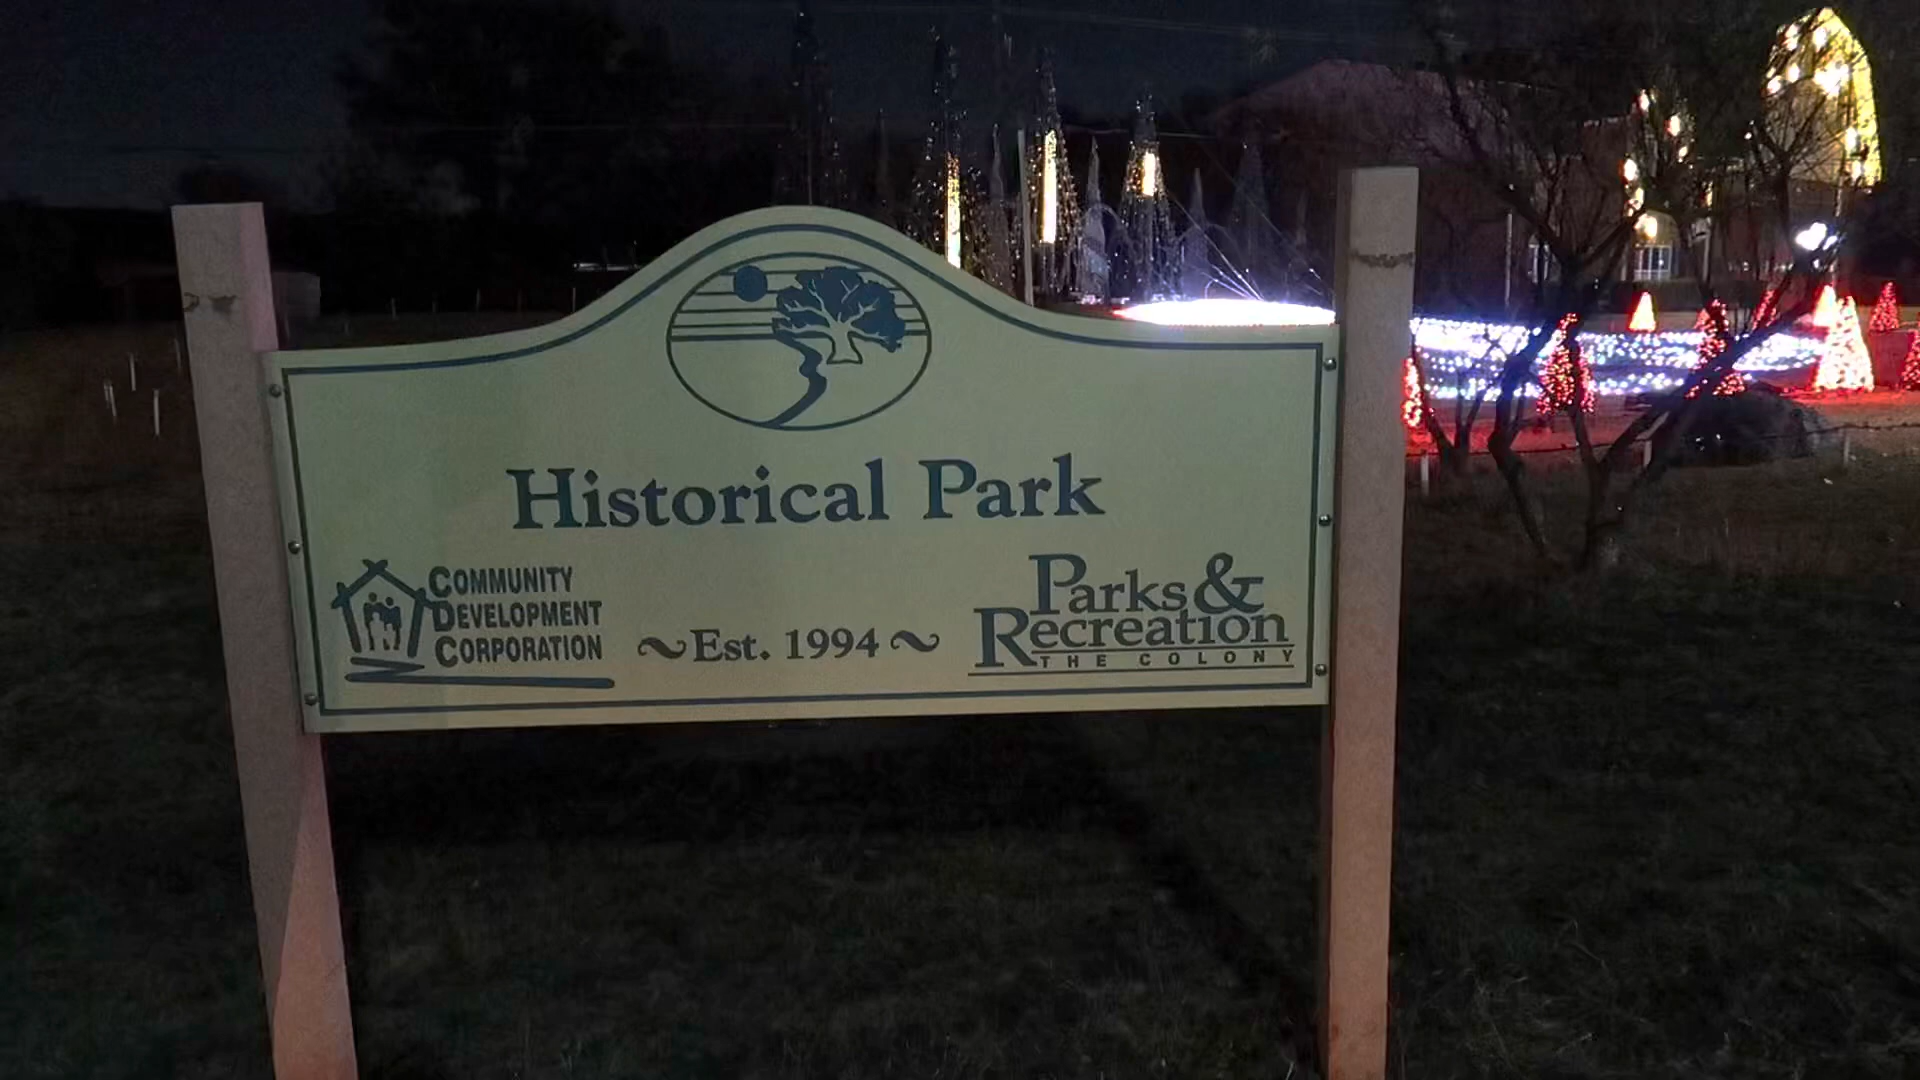 Historical Park
COMMUNITY
DEVELOPMENT
CORPORATION
~Est. 1994~
Parks &
Recreation
THE COLONY